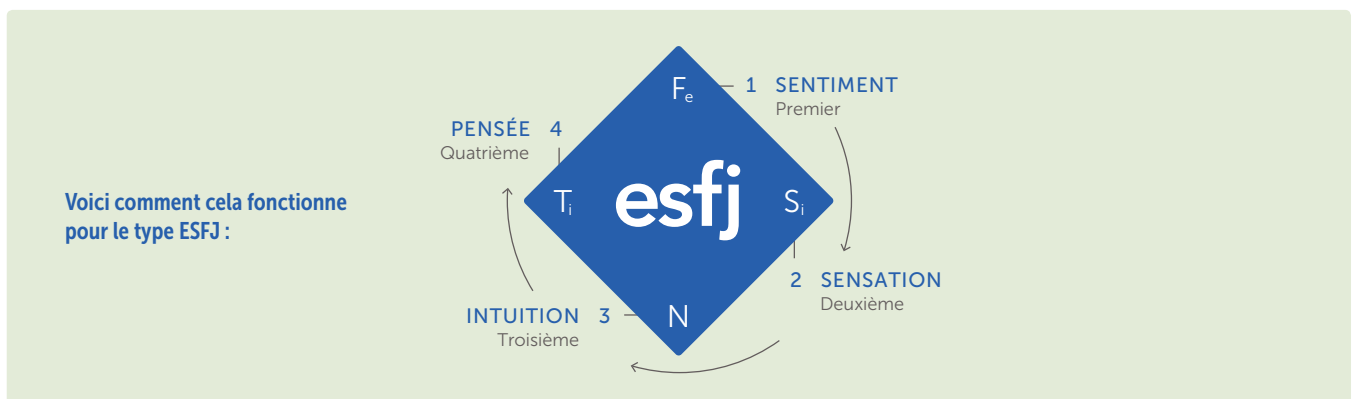 Voici comment cela fonctionne
pour le type ESFJ :
Fe
1 SENTIMENT
Premier
PENSÉE 4
Quatrième
Ti
esfj
Si
2 SENSATION
Deuxième
INTUITION 3
Troisième
N